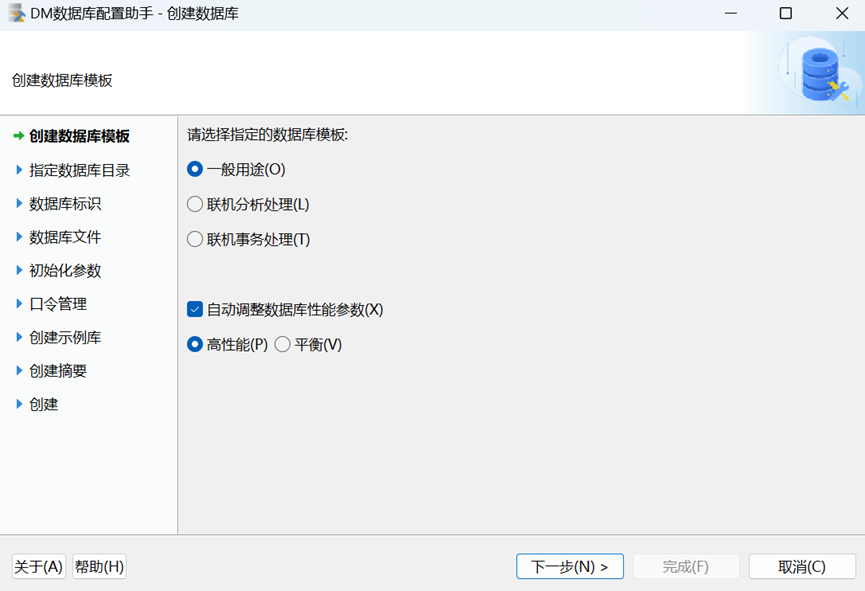 DM数据库配置助手 - 创建数据库
创建数据库模板
创建数据库模板
指定数据库目录
数据库标识
数据库文件
初始化参数
口令管理
创建示例库
创建摘要
创建
请选择指定的数据库模板:
一般用途(O)
联机分析处理(L)
联机事务处理(T)
自动调整数据库性能参数(X)
高性能(P) 平衡(V)
关于(A) 帮助(H) 下一步(N) > 完成(F) 取消(C)